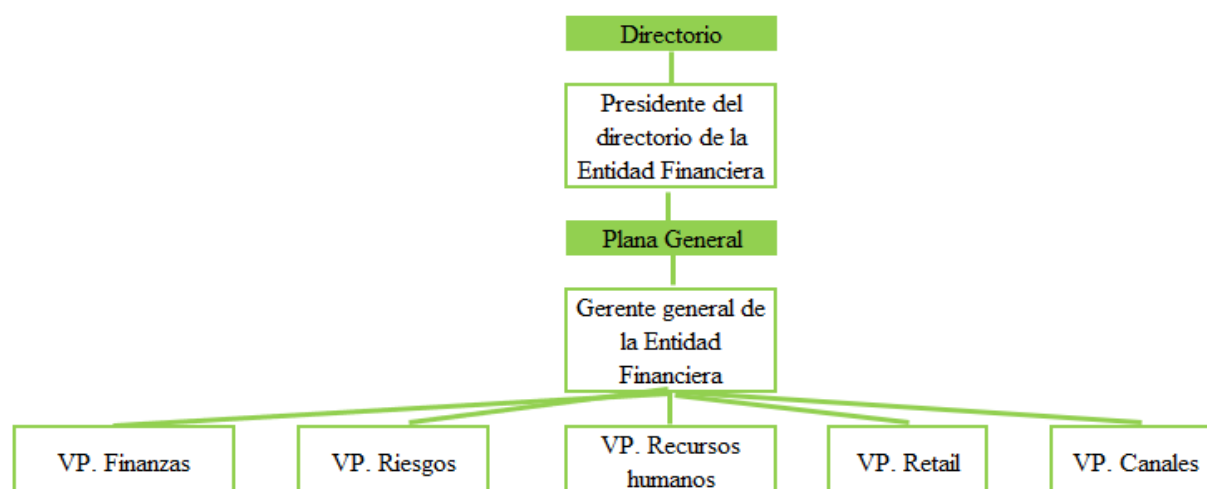 Directorio
Presidente del
directorio de la
Entidad Financiera
Plana General
Gerente general de
la Entidad
Financiera
VP. Finanzas
VP. Riesgos
VP. Recursos
humanos
VP. Retail
VP. Canales